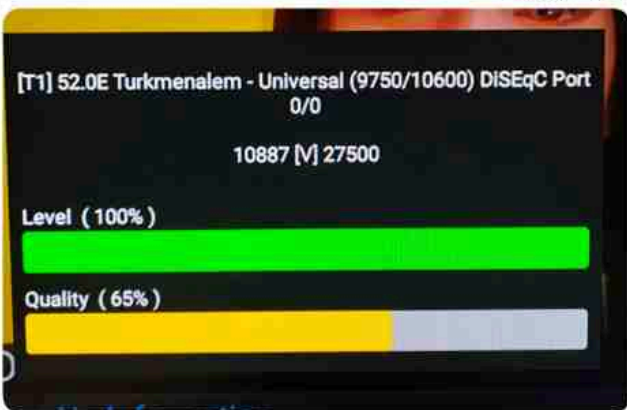 [T1] 52.0E Turkmenalem - Universal (9750/10600) DiSEqC Port
0/0
10887 [V] 27500
Level ( 100% )
Quality ( 65% )